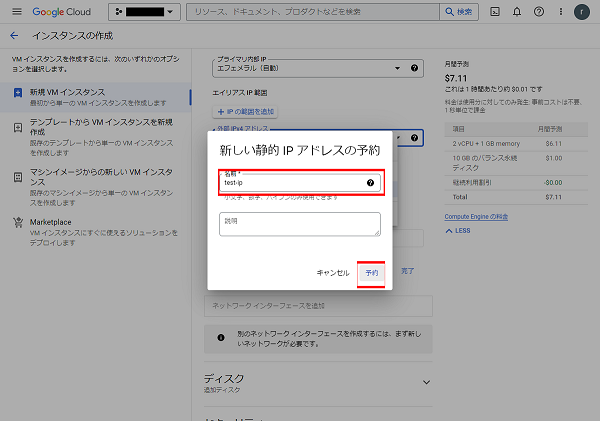 Google Cloud
リソース、ドキュメント、プロダクトなどを検索
検索
r
インスタンスの作成
VM インスタンスを作成するには、次のいずれかのオプションを選択します。
新規 VM インスタンス
最初から単一の VM インスタンスを作成します
テンプレートから VM インスタンスを新規作成
既存のテンプレートから単一の VM インスタンスを作成します
マシンイメージからの新しい VM インスタンス
既存のマシンイメージから単一の VM インスタンスを作成します
Marketplace
VM インスタンスにすぐに使えるソリューションをデプロイします
プライマリ内部 IP
エフェメラル（自動）
エイリアス IP 範囲
+ IP の範囲を追加
外部 IPv4 アドレス
新しい静的 IP アドレスの予約
名前 *
test-ip
小文字、数字、ハイフンのみ使用できます
説明
キャンセル
予約
完了
ネットワーク インターフェースを追加
別のネットワーク インターフェースを作成するには、まず新しいネットワークが必要です。
ディスク
追加ディスク
月間予測
$7.11
これは 1 時間あたり約 $0.01 です
料金は使用分に対してのみ発生: 事前コストは不要、1 秒単位で課金
項目 月間予測
2 vCPU + 1 GB memory $6.11
10 GB のバランス永続ディスク $1.00
継続利用割引 -$0.00
Total $7.11
Compute Engine の料金
LESS